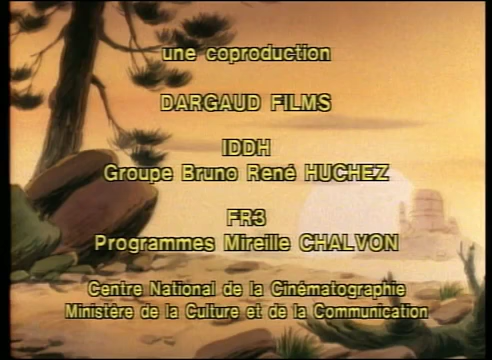 une coproduction
DARGAUD FILMS
IDDH
Groupe Bruno René HUCHEZ
FR3
Programmes Mireille CHALVON
Centre National de la Cinématographie
Ministère de la Culture et de la Communication